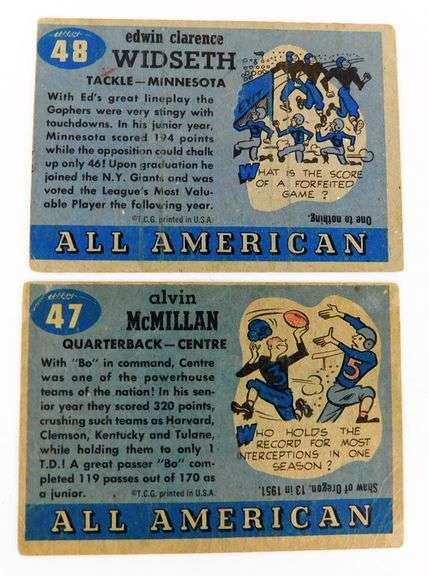 48
edwin clarence
WIDSETH
TACKLE—MINNESOTA
With Ed's great lineplay the
Gophers were very stingy with
touchdowns. In his junior year,
Minnesota scored 194 points
while the opposition could chalk
up only 46! Upon graduation he
joined the N.Y. Giants and was
voted the League's Most Valu-
able Player the following year.
©T.C.G. printed in U.S.A.
WHAT IS THE SCORE
OF A FORFEITED
GAME ?
One to nothing.
ALL AMERICAN
47
alvin
McMILLAN
QUARTERBACK—CENTRE
With "Bo" in command, Centre
was one of the powerhouse
teams of the nation! In his sen-
ior year they scored 320 points,
crushing such teams as Harvard,
Clemson, Kentucky and Tulane,
while holding them to only 1
T.D.! A great passer "Bo" com-
pleted 119 passes out of 170 as
a junior.
©T.C.G. printed in U.S.A.
3
5
WHO HOLDS THE
RECORD FOR MOST
INTERCEPTIONS IN ONE
SEASON ?
Shaw of Oregon. 13 in 1951.
ALL AMERICAN